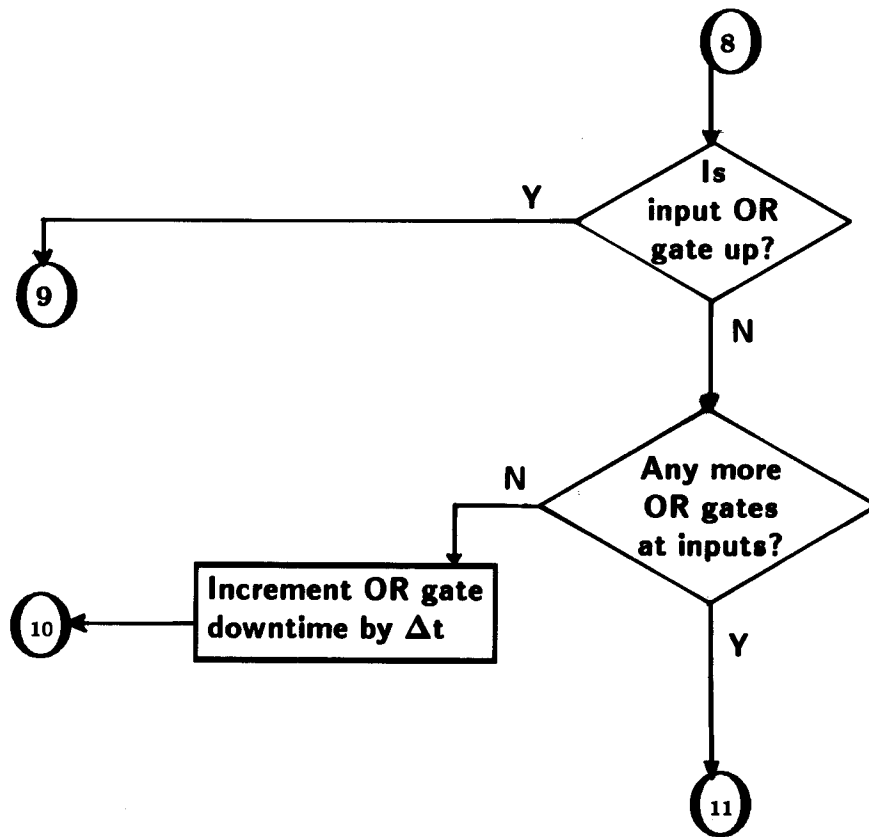 8
Is
input OR
gate up?
Y
9
N
Any more
OR gates
at inputs?
N
Increment OR gate
downtime by Δt
10
Y
11